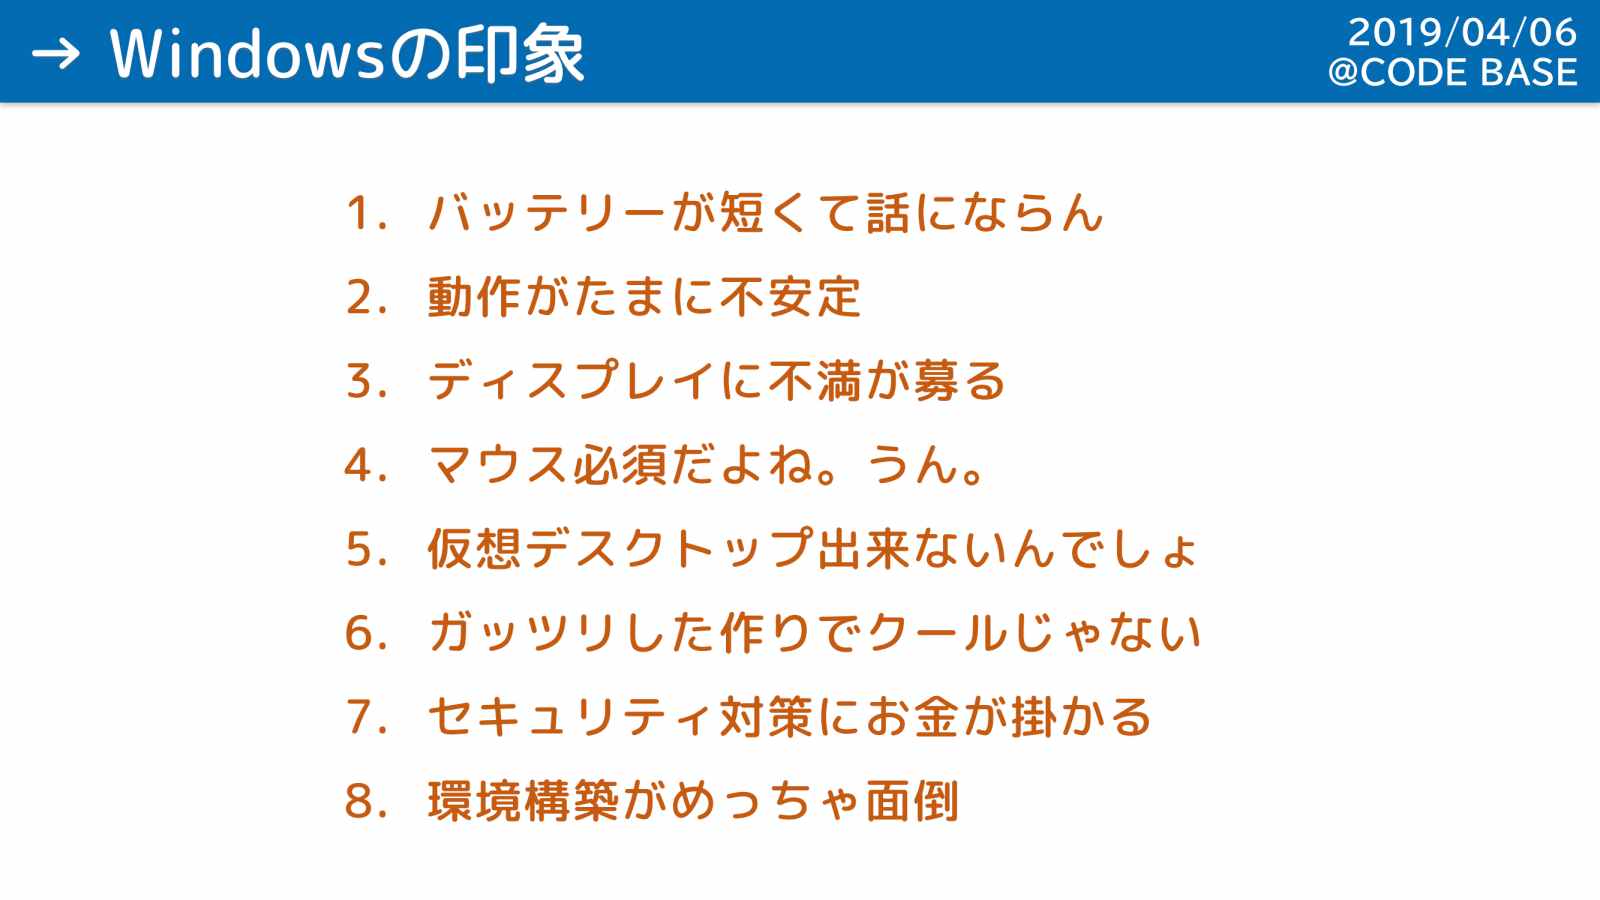 → Windowsの印象
2019/04/06
@CODE BASE
1. バッテリーが短くて話にならん
2. 動作がたまに不安定
3. ディスプレイに不満が募る
4. マウス必須だよね。うん。
5. 仮想デスクトップ出来ないんでしょ
6. ガッツリした作りでクールじゃない
7. セキュリティ対策にお金が掛かる
8. 環境構築がめっちゃ面倒